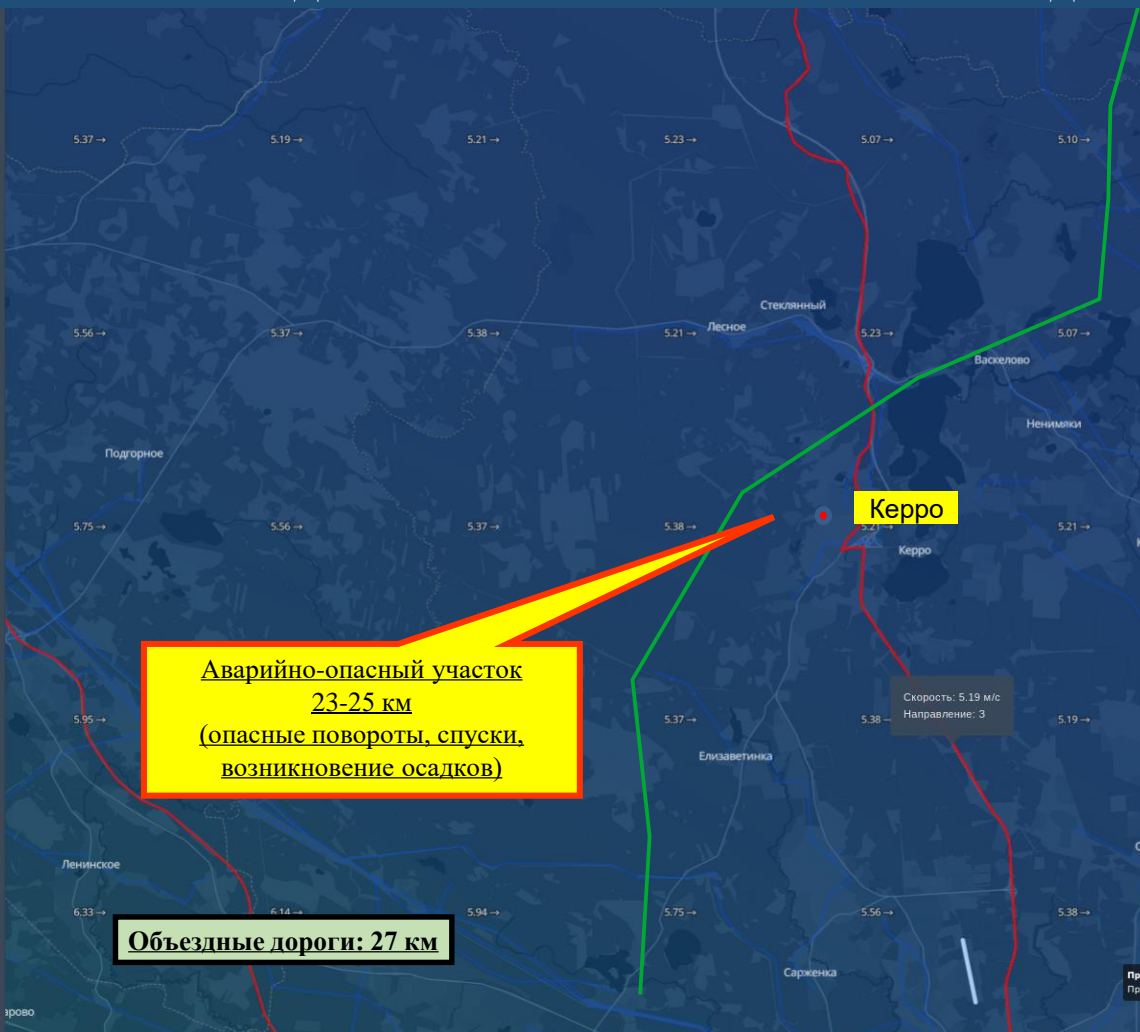 5.37 → 5.19 → 5.21 → 5.23 → 5.07 → 5.10 →
Стеклянный
Лесное
5.56 → 5.37 → 5.38 → 5.21 → 5.23 → 5.07 →
Васкелово
Ненимяки
Подгорное
Керро
5.75 → 5.56 → 5.37 → 5.38 → 5.21 → 5.21 →
Керро
Аварийно-опасный участок
23-25 км
(опасные повороты, спуски,
возникновение осадков)
Скорость: 5.19 м/с
Направление: З
5.95 → 5.37 → 5.38 → 5.19 →
Елизаветинка
Ленинское
6.33 → 6.14 → 5.94 → 5.75 → 5.56 → 5.38 →
Объездные дороги: 27 км
Сарженка
Пр
Пр
арово